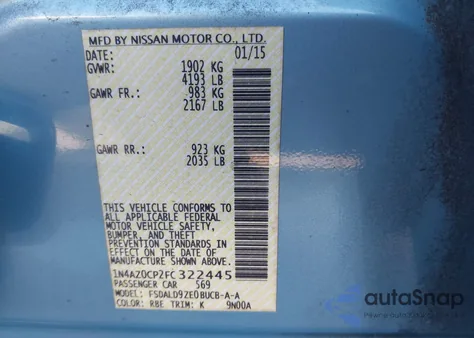 MFD BY NISSAN MOTOR CO., LTD.
DATE: 01/15
GVWR: 1902 KG
4193 LB
GAWR FR.: 983 KG
2167 LB
GAWR RR.: 923 KG
2035 LB
THIS VEHICLE CONFORMS TO
ALL APPLICABLE FEDERAL
MOTOR VEHICLE SAFETY,
BUMPER, AND THEFT
PREVENTION STANDARDS IN
EFFECT ON THE DATE OF
MANUFACTURE SHOWN ABOVE.
1N4AZ0CP2FC322445
PASSENGER CAR S69
MODEL: FSDALD9ZE0BUCB-A-A
COLOR: RBE TRIM: K 9N00A
autoSnap